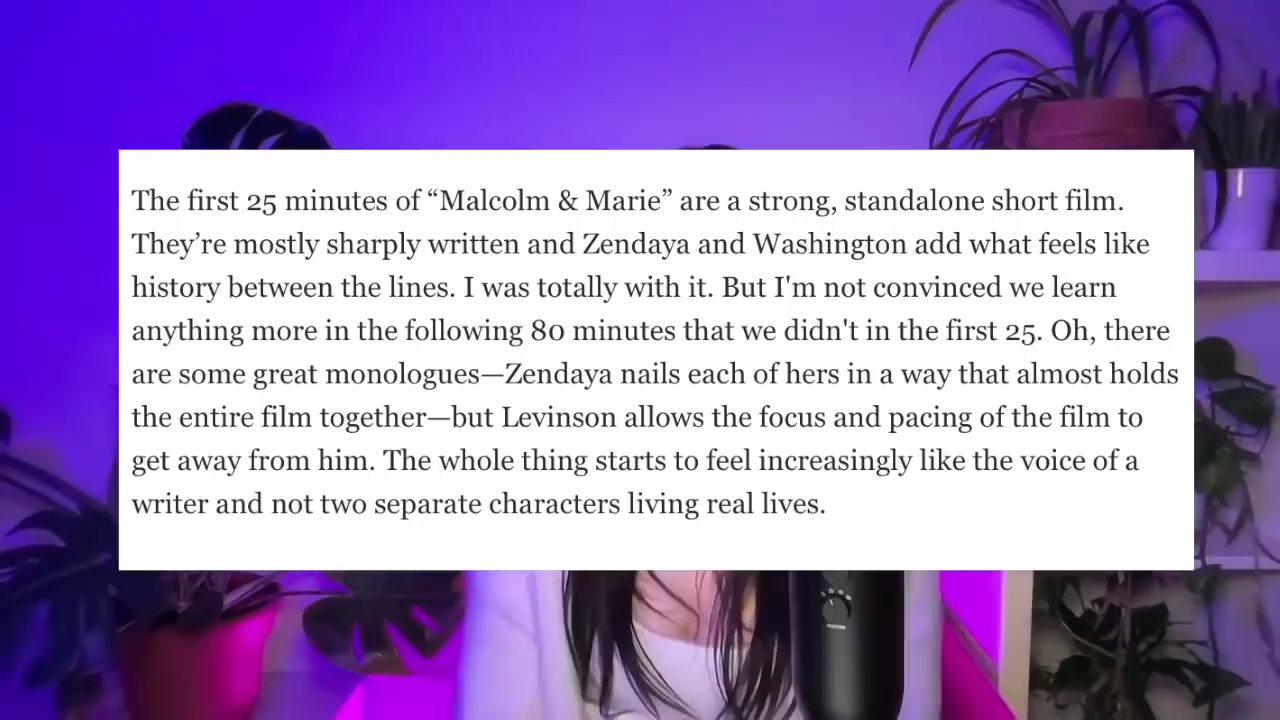 The first 25 minutes of “Malcolm & Marie” are a strong, standalone short film.
They’re mostly sharply written and Zendaya and Washington add what feels like
history between the lines. I was totally with it. But I'm not convinced we learn
anything more in the following 80 minutes that we didn't in the first 25. Oh, there
are some great monologues—Zendaya nails each of hers in a way that almost holds
the entire film together—but Levinson allows the focus and pacing of the film to
get away from him. The whole thing starts to feel increasingly like the voice of a
writer and not two separate characters living real lives.